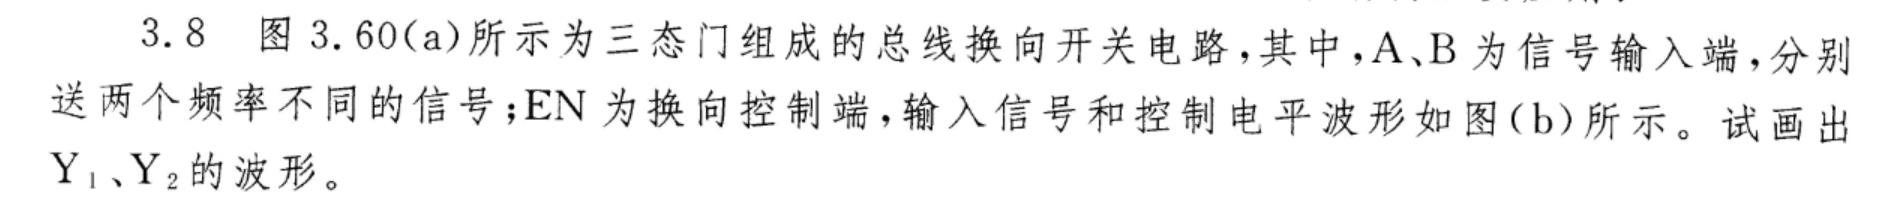 3.8 图 3.60(a)所示为三态门组成的总线换向开关电路,其中,A、B 为信号输入端,分别
送两个频率不同的信号;EN 为换向控制端,输入信号和控制电平波形如图(b)所示。试画出
Y₁、Y₂的波形。